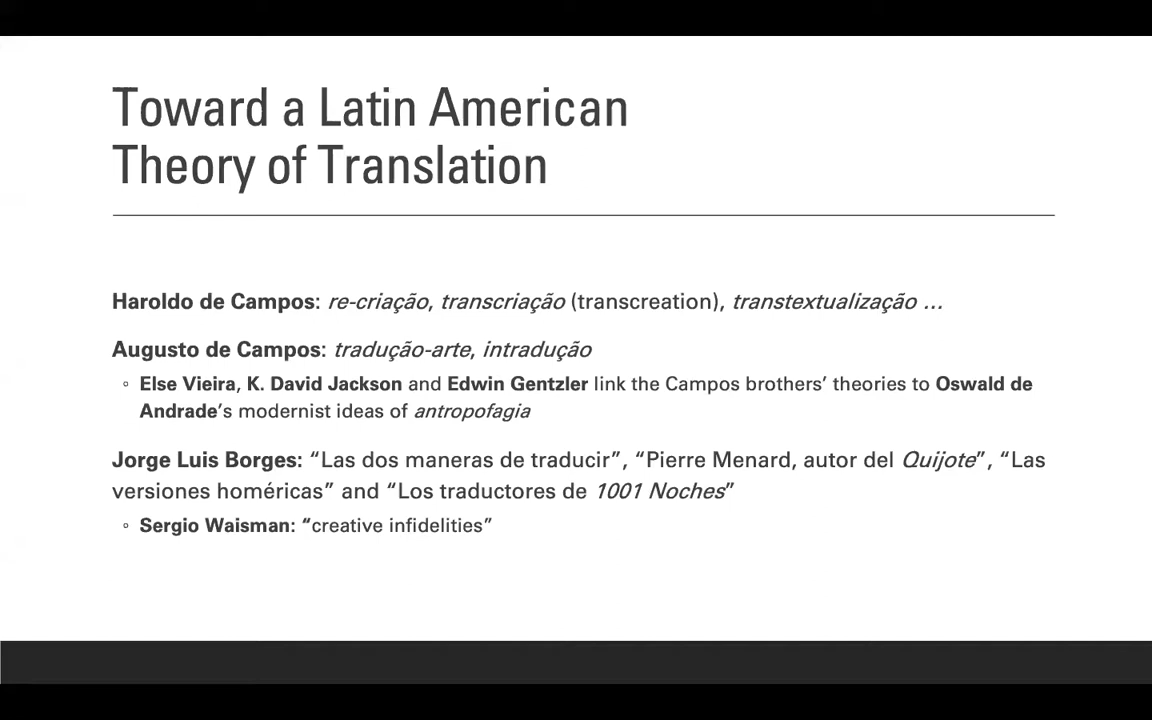 Toward a Latin American
Theory of Translation
Haroldo de Campos: re-criação, transcriação (transcreation), transtextualização …
Augusto de Campos: tradução-arte, intradução
◦ Else Vieira, K. David Jackson and Edwin Gentzler link the Campos brothers’ theories to Oswald de
Andrade’s modernist ideas of antropofagia
Jorge Luis Borges: “Las dos maneras de traducir”, “Pierre Menard, autor del Quijote”, “Las
versiones homéricas” and “Los traductores de 1001 Noches”
◦ Sergio Waisman: “creative infidelities”